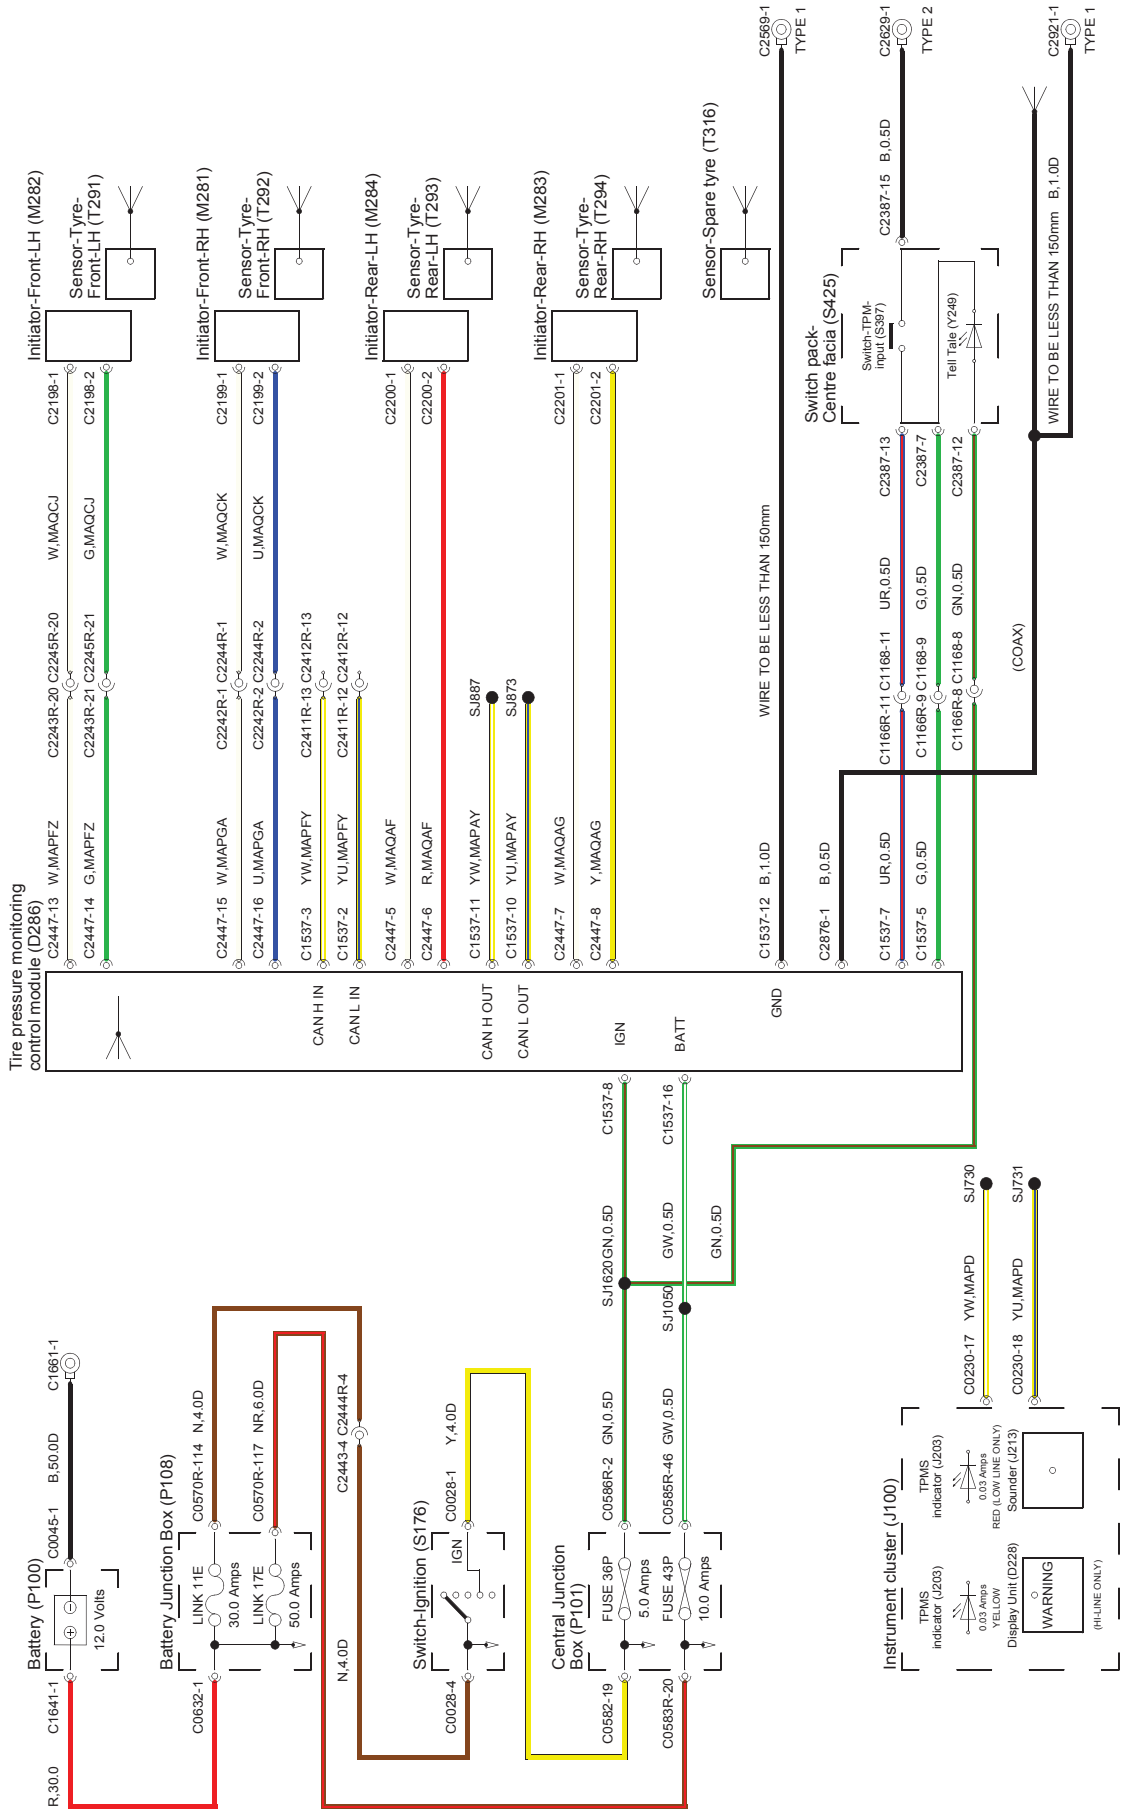 Battery (P100)
12.0 Volts
C1641-1
R,30.0
C0045-1
B,50.0D
C1661-1
Battery Junction Box (P108)
LINK 11E
30.0 Amps
LINK 17E
50.0 Amps
C0632-1
C0570R-114
N,4.0D
C0570R-117
NR,6.0D
N,4.0D
C2443-4
C2444R-4
Switch-Ignition (S176)
IGN
C0028-4
C0028-1
Y,4.0D
Central Junction
Box (P101)
FUSE 36P
5.0 Amps
FUSE 43P
10.0 Amps
C0582-19
C0583R-20
C0586R-2
GN,0.5D
C0585R-46
GW,0.5D
SJ1620
GN,0.5D
C1537-8
SJ1050
GW,0.5D
C1537-16
GN,0.5D
Instrument cluster (J100)
TPMS
indicator (J203)
0.03 Amps
YELLOW
Display Unit (D228)
WARNING
(HI-LINE ONLY)
TPMS
indicator (J203)
0.03 Amps
RED (LOW LINE ONLY)
Sounder (J213)
C0230-17
YW,MAPD
SJ730
C0230-18
YU,MAPD
SJ731
Tire pressure monitoring
control module (D286)
CAN H IN
CAN L IN
CAN H OUT
CAN L OUT
IGN
BATT
GND
C2447-13
W,MAPFZ
C2243R-20
C2245R-20
W,MAQCJ
C2198-1
C2447-14
G,MAPFZ
C2243R-21
C2245R-21
G,MAQCJ
C2198-2
Initiator-Front-LH (M282)
Sensor-Tyre-
Front-LH (T291)
C2447-15
W,MAPGA
C2242R-1
C2244R-1
W,MAQCK
C2199-1
C2447-16
U,MAPGA
C2242R-2
C2244R-2
U,MAQCK
C2199-2
Initiator-Front-RH (M281)
Sensor-Tyre-
Front-RH (T292)
C1537-3
YW,MAPFY
C2411R-13
C2412R-13
C1537-2
YU,MAPFY
C2411R-12
C2412R-12
C2447-5
W,MAQAF
C2200-1
C2447-6
R,MAQAF
C2200-2
Initiator-Rear-LH (M284)
Sensor-Tyre-
Rear-LH (T293)
C1537-11
YW,MAPAY
SJ887
C1537-10
YU,MAPAY
SJ873
C2447-7
W,MAQAG
C2201-1
C2447-8
Y,MAQAG
C2201-2
Initiator-Rear-RH (M283)
Sensor-Tyre-
Rear-RH (T294)
Sensor-Spare tyre (T316)
C1537-12
B,1.0D
WIRE TO BE LESS THAN 150mm
C2569-1
TYPE 1
C2876-1
B,0.5D
C1537-7
UR,0.5D
C1166R-11
C1168-11
UR,0.5D
C2387-13
C1537-5
G,0.5D
C1166R-9
C1168-9
G,0.5D
C2387-7
C1166R-8
C1168-8
GN,0.5D
C2387-12
Switch pack-
Centre facia (S425)
Switch-TPM-
input (S397)
Tell Tale (Y249)
C2387-15
B,0.5D
C2629-1
TYPE 2
(COAX)
WIRE TO BE LESS THAN 150mm
B,1.0D
C2921-1
TYPE 1